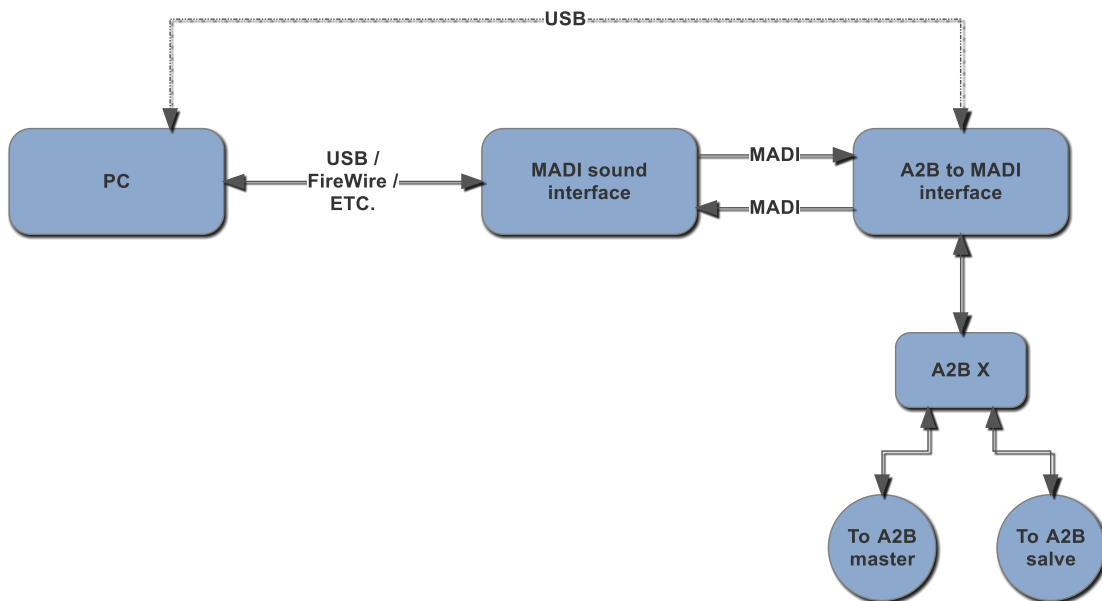 USB
PC
USB /
FireWire /
ETC.
MADI sound
interface
MADI
MADI
A2B to MADI
interface
A2B X
To A2B
master
To A2B
salve